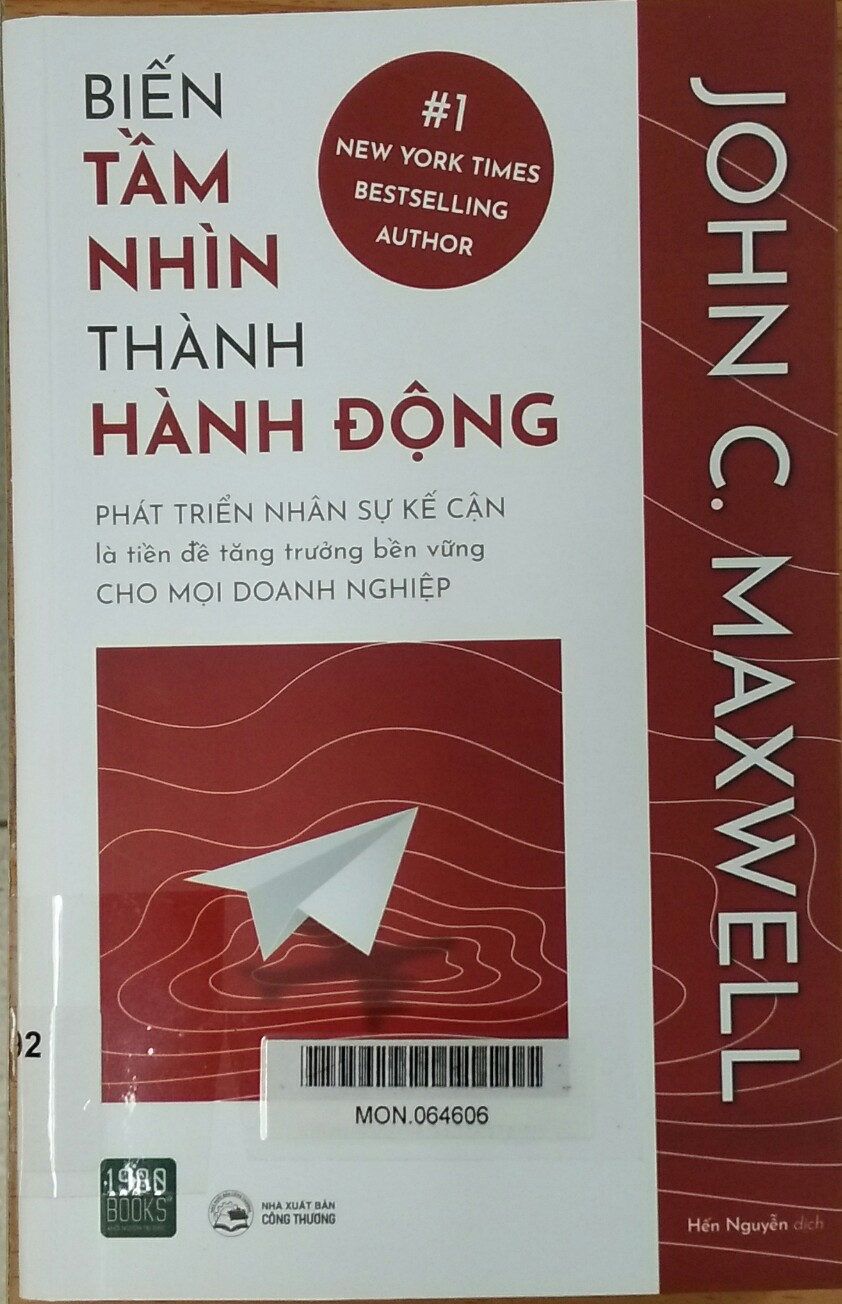 BIẾN
TẦM
NHÌN
THÀNH
HÀNH ĐỘNG
#1
NEW YORK TIMES
BESTSELLING
AUTHOR
PHÁT TRIỂN NHÂN SỰ KẾ CẬN
là tiền đề tăng trưởng bền vững
CHO MỌI DOANH NGHIỆP
JOHN C. MAXWELL
92
MON.064606
1980
BOOKS
NHÀ XUẤT BẢN
CÔNG THƯƠNG
Hến Nguyễn dịch